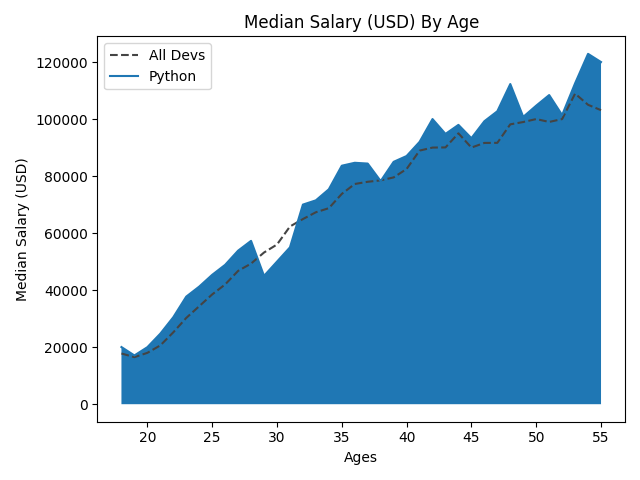 Median Salary (USD) By Age
All Devs
Python
120000
100000
80000
60000
40000
20000
0
Median Salary (USD)
20 25 30 35 40 45 50 55
Ages